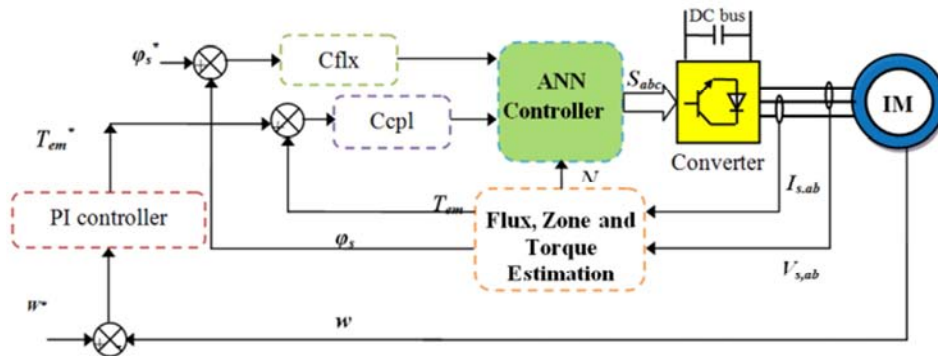 DC bus
φs*
Cflx
ANN
Controller
Sabc
IM
Tem*
Ccpl
Converter
N
Is.ab
PI controller
Tem
Flux, Zone and
Torque
Estimation
φs
Vs,ab
w*
w